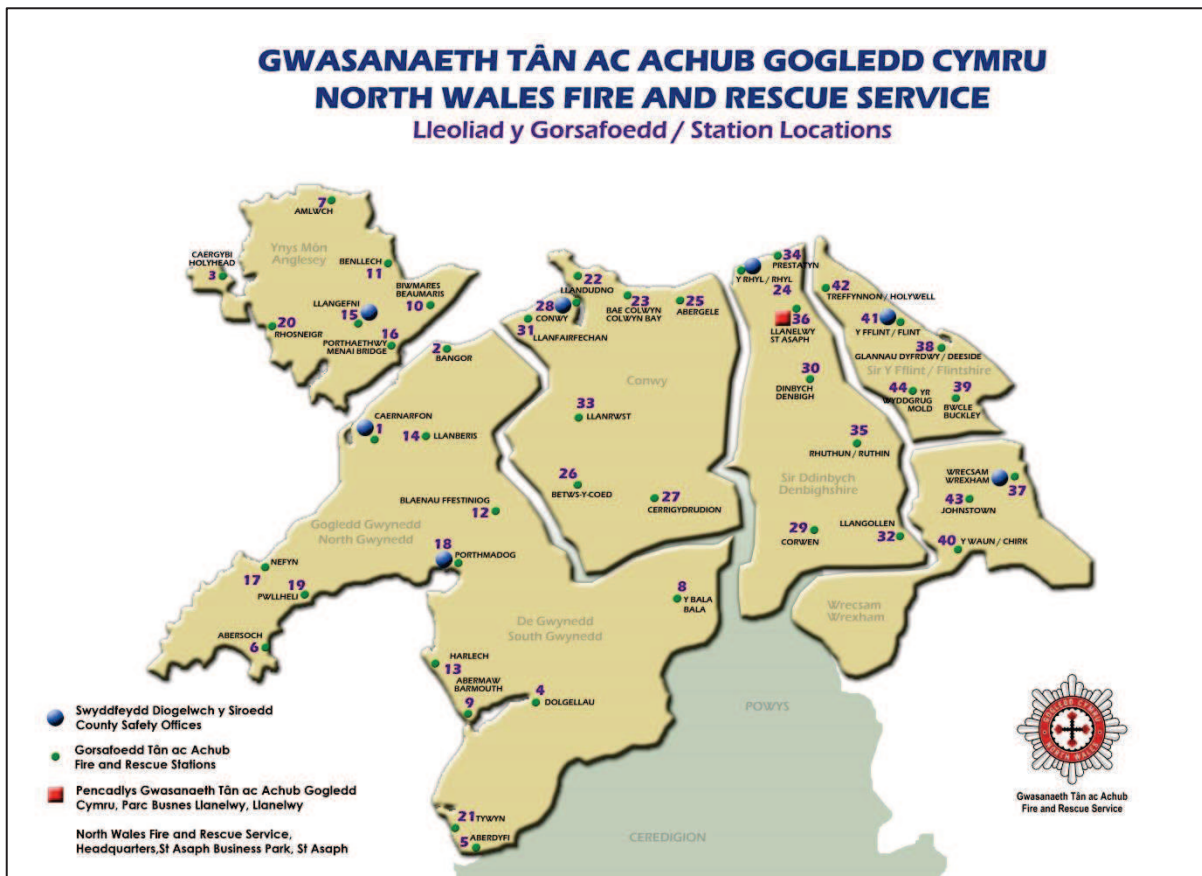 GWASANAETH TÂN AC ACHUB GOGLEDD CYMRU
NORTH WALES FIRE AND RESCUE SERVICE
Lleoliad y Gorsafoedd / Station Locations
7
AMLWCH
Ynys Môn
Anglesey
CAERGYBI
HOLYHEAD
3
BENLLECH
11
BIWMARES
BEAUMARIS
10
LLANGEFNI
15
20
RHOSNEIGR
16
PORTHAETHWY
MENAI BRIDGE
2
BANGOR
CAERNARFON
1
14 LLANBERIS
BLAENAU FFESTINIOG
12
Gogledd Gwynedd
North Gwynedd
18
PORTHMADOG
NEFYN
17
19
PWLLHELI
ABERSOCH
6
22
LLANDUDNO
28
CONWY
31
LLANFAIRFECHAN
23
BAE COLWYN
COLWYN BAY
25
ABERGELE
Conwy
33
LLANRWST
26
BETWS-Y-COED
27
CERRIGYDRUDION
34
PRESTATYN
Y RHYL / RHYL
24
36
LLANELWY
ST ASAPH
30
DINBYCH
DENBIGH
35
RHUTHUN / RUTHIN
Sir Ddinbych
Denbighshire
29
CORWEN
LLANGOLLEN
32
42
TREFFYNNON / HOLYWELL
41
Y FFLINT / FLINT
38
GLANNAU DYFRDWY / DEESIDE
Sir Y Fflint / Flintshire
44 YR
WYDDGRUG
MOLD
39
BWCLE
BUCKLEY
WRECSAM
WREXHAM
37
43
JOHNSTOWN
40 Y WAUN / CHIRK
Wrecsam
Wrexham
8
Y BALA
BALA
De Gwynedd
South Gwynedd
HARLECH
13
ABERMAW
BARMOUTH
9
4
DOLGELLAU
21 TYWYN
5 ABERDYFI
POWYS
CEREDIGION
Swyddfeydd Diogelwch y Siroedd
County Safety Offices
Gorsafoedd Tân ac Achub
Fire and Rescue Stations
Pencadlys Gwasanaeth Tân ac Achub Gogledd
Cymru, Parc Busnes Llanelwy, Llanelwy
North Wales Fire and Rescue Service,
Headquarters,St Asaph Business Park, St Asaph
GOGLEDD CYMRU
NORTH WALES
Gwasanaeth Tân ac Achub
Fire and Rescue Service